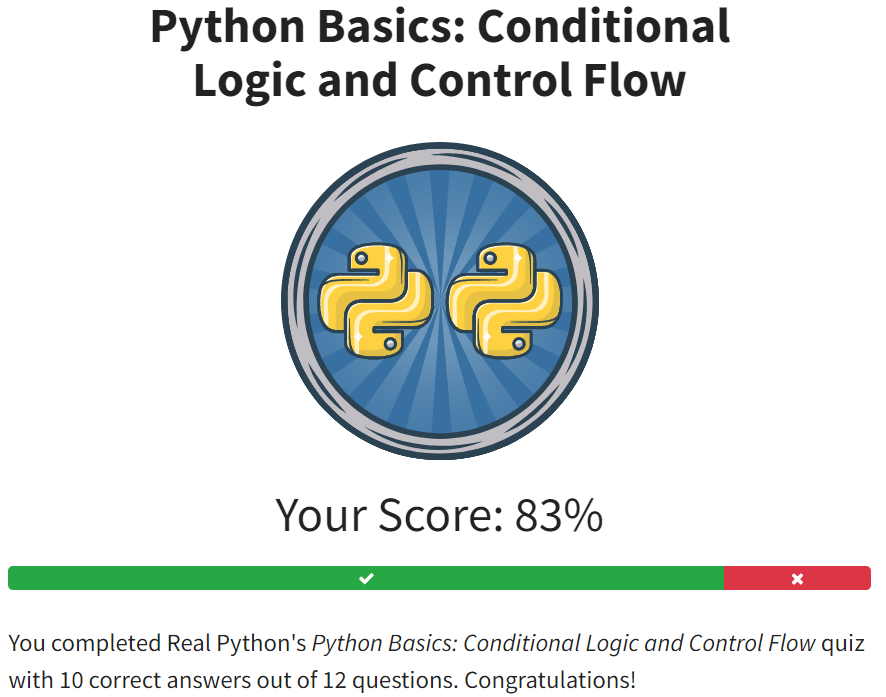 Python Basics: Conditional
Logic and Control Flow
Your Score: 83%
You completed Real Python's Python Basics: Conditional Logic and Control Flow quiz
with 10 correct answers out of 12 questions. Congratulations!